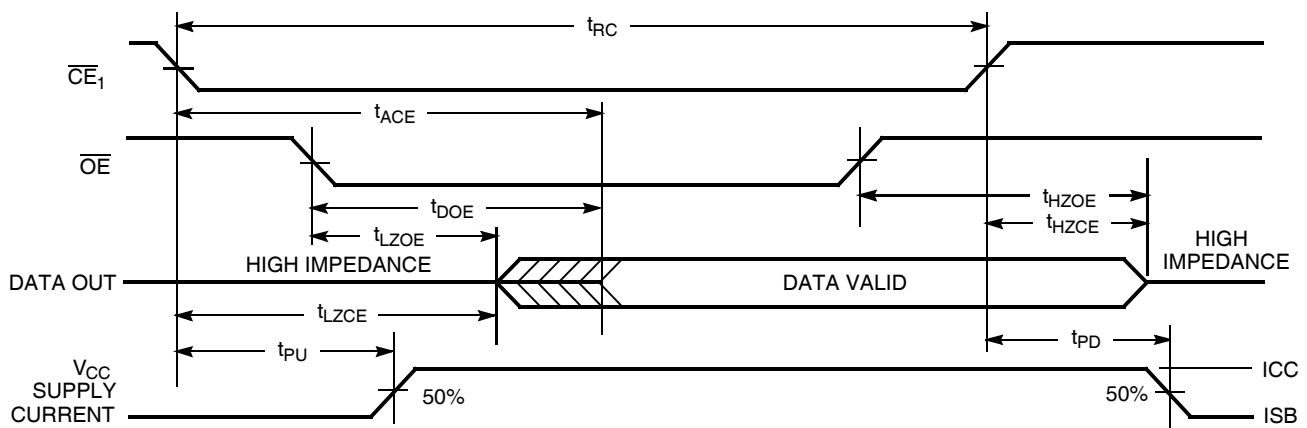 tRC
CE1
tACE
OE
tDOE
tHZOE
tLZOE
tHZCE
HIGH IMPEDANCE
HIGH
IMPEDANCE
DATA OUT
DATA VALID
tLZCE
tPU
tPD
VCC
SUPPLY
CURRENT
50%
50%
ICC
ISB